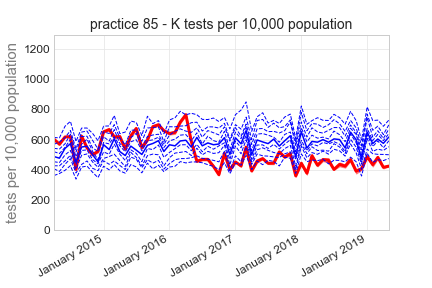 practice 85 - K tests per 10,000 population
tests per 10,000 population
1200
1000
800
600
400
200
0
January 2015
January 2016
January 2017
January 2018
January 2019